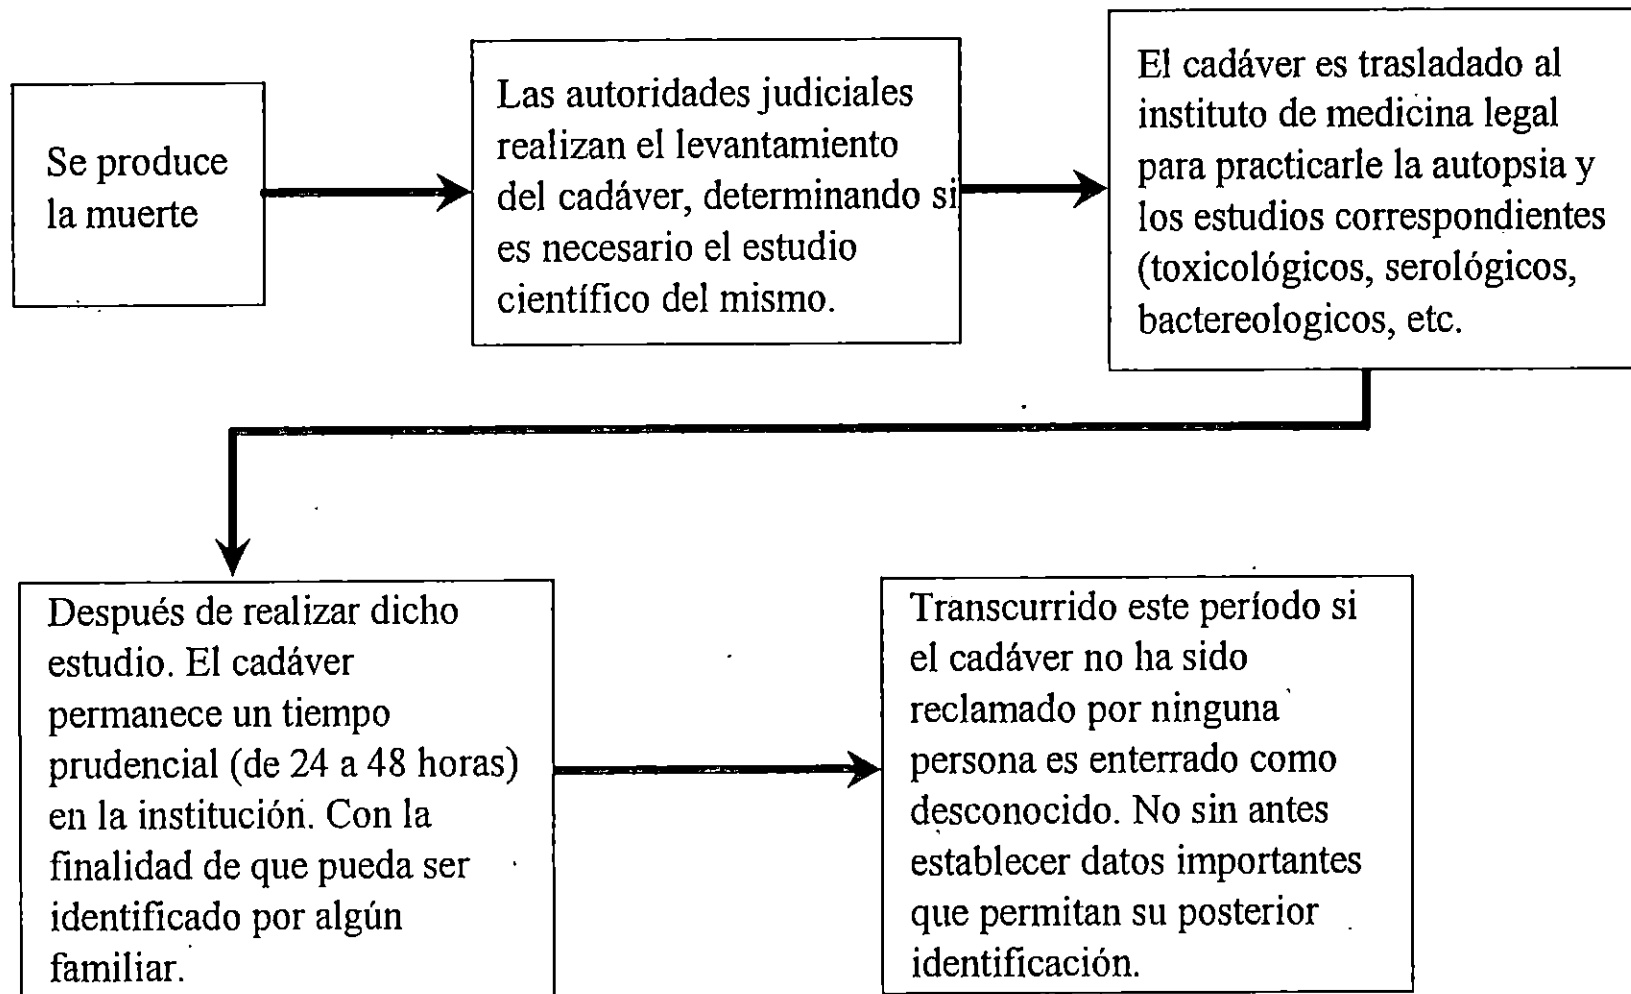 Se produce
la muerte
Las autoridades judiciales
realizan el levantamiento
del cadáver, determinando si
es necesario el estudio
científico del mismo.
El cadáver es trasladado al
instituto de medicina legal
para practicarle la autopsia y
los estudios correspondientes
(toxicológicos, serológicos,
bactereologicos, etc.
Después de realizar dicho
estudio. El cadáver
permanece un tiempo
prudencial (de 24 a 48 horas)
en la institución. Con la
finalidad de que pueda ser
identificado por algún
familiar.
Transcurrido este período si
el cadáver no ha sido
reclamado por ninguna
persona es enterrado como
desconocido. No sin antes
establecer datos importantes
que permitan su posterior
identificación.